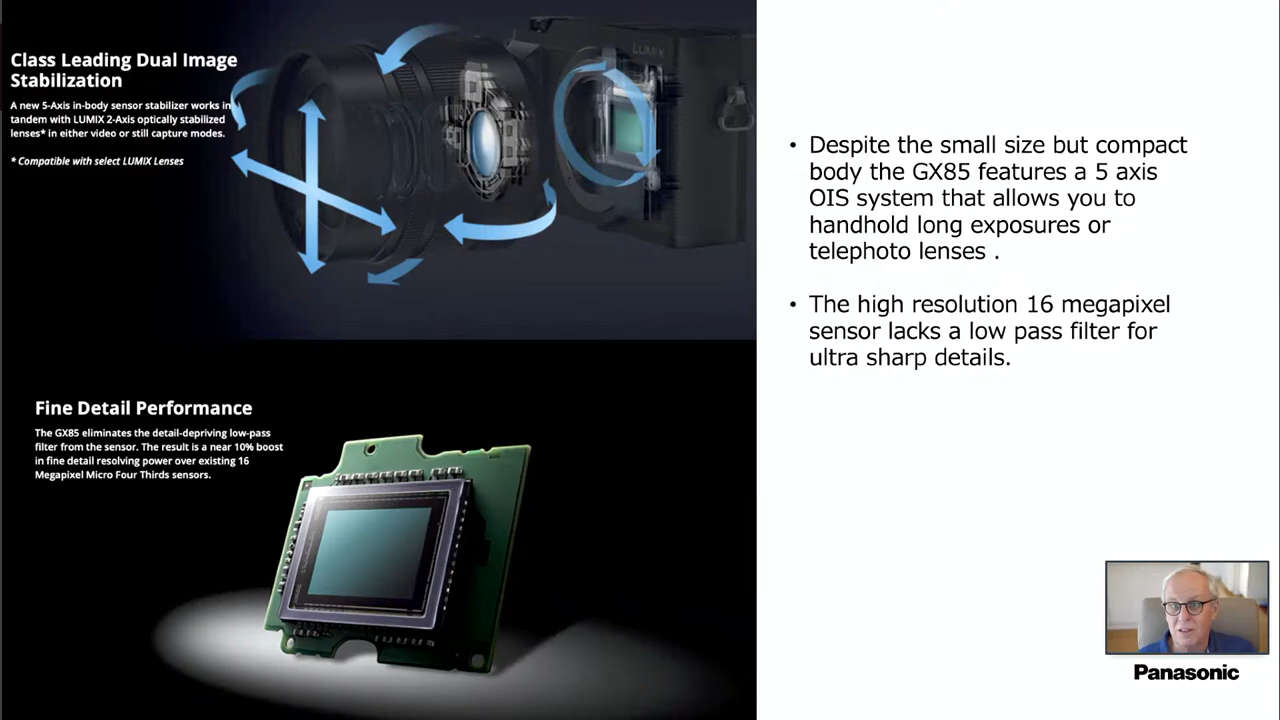 Class Leading Dual Image
Stabilization
A new 5-Axis in-body sensor stabilizer works in
tandem with LUMIX 2-Axis optically stabilized
lenses* in either video or still capture modes.
* Compatible with select LUMIX Lenses
LUMIX
Fine Detail Performance
The GX85 eliminates the detail-depriving low-pass
filter from the sensor. The result is a near 10% boost
in fine detail resolving power over existing 16
Megapixel Micro Four Thirds sensors.
• Despite the small size but compact
body the GX85 features a 5 axis
OIS system that allows you to
handhold long exposures or
telephoto lenses .
• The high resolution 16 megapixel
sensor lacks a low pass filter for
ultra sharp details.
Panasonic